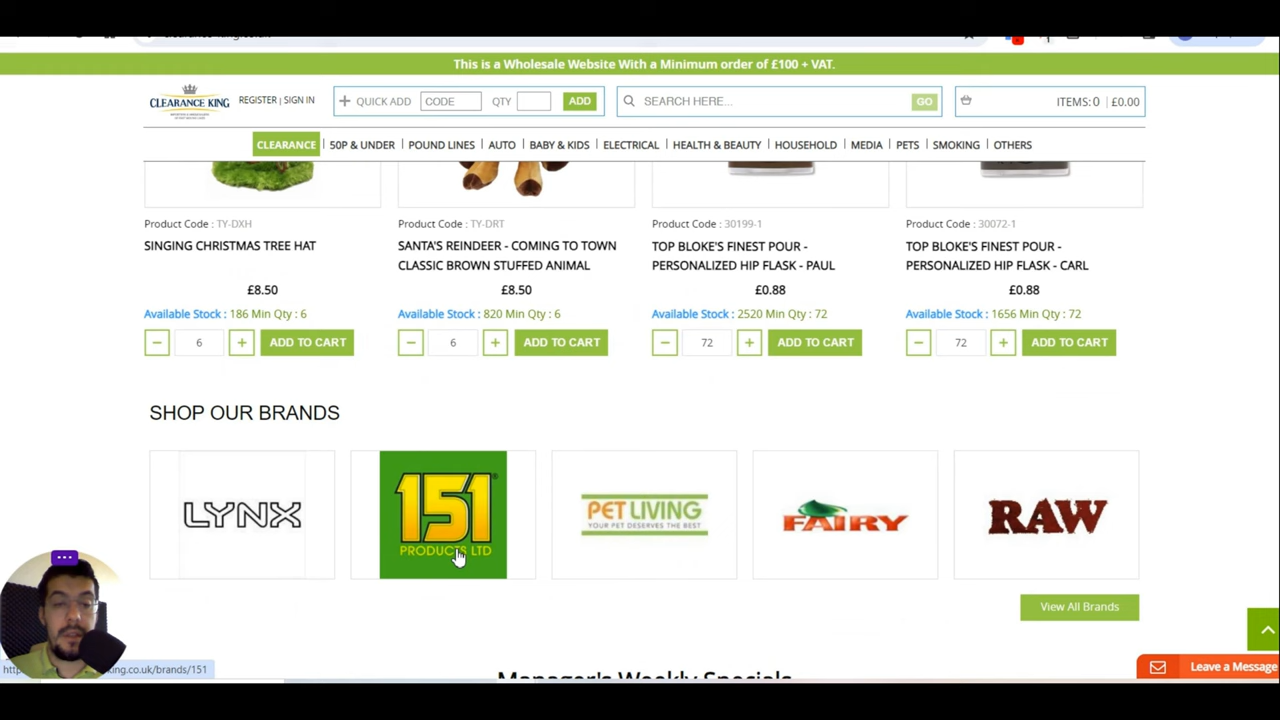 This is a Wholesale Website With a Minimum order of £100 + VAT.
CLEARANCE KING
REGISTER | SIGN IN
QUICK ADD CODE QTY ADD
SEARCH HERE... GO
ITEMS: 0 | £0.00
CLEARANCE | 50P & UNDER | POUND LINES | AUTO | BABY & KIDS | ELECTRICAL | HEALTH & BEAUTY | HOUSEHOLD | MEDIA | PETS | SMOKING | OTHERS
Product Code : TY-DXH
SINGING CHRISTMAS TREE HAT
£8.50
Available Stock : 186 Min Qty : 6
6 ADD TO CART
Product Code : TY-DRT
SANTA'S REINDEER - COMING TO TOWN
CLASSIC BROWN STUFFED ANIMAL
£8.50
Available Stock : 820 Min Qty : 6
6 ADD TO CART
Product Code : 30199-1
TOP BLOKE'S FINEST POUR -
PERSONALIZED HIP FLASK - PAUL
£0.88
Available Stock : 2520 Min Qty : 72
72 ADD TO CART
Product Code : 30072-1
TOP BLOKE'S FINEST POUR -
PERSONALIZED HIP FLASK - CARL
£0.88
Available Stock : 1656 Min Qty : 72
72 ADD TO CART
SHOP OUR BRANDS
LYNX
151
PRODUCTS LTD
PET LIVING
YOUR PET DESERVES THE BEST
FAIRY
RAW
View All Brands
Manager's Weekly Specials
king.co.uk/brands/151
Leave a Message